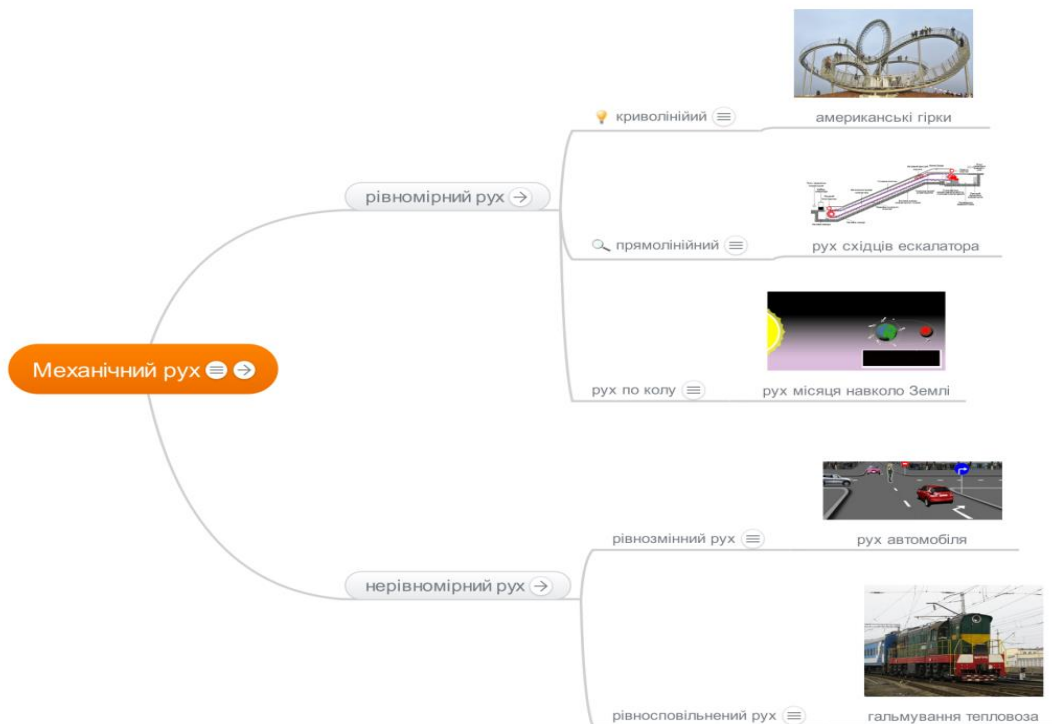 криволінійий
американські гірки
рівномірний рух
прямолінійний
рух східців ескалатора
Механічний рух
рух по колу
рух місяця навколо Землі
рівнозмінний рух
рух автомобіля
нерівномірний рух
рівносповільнений рух
гальмування тепловоза